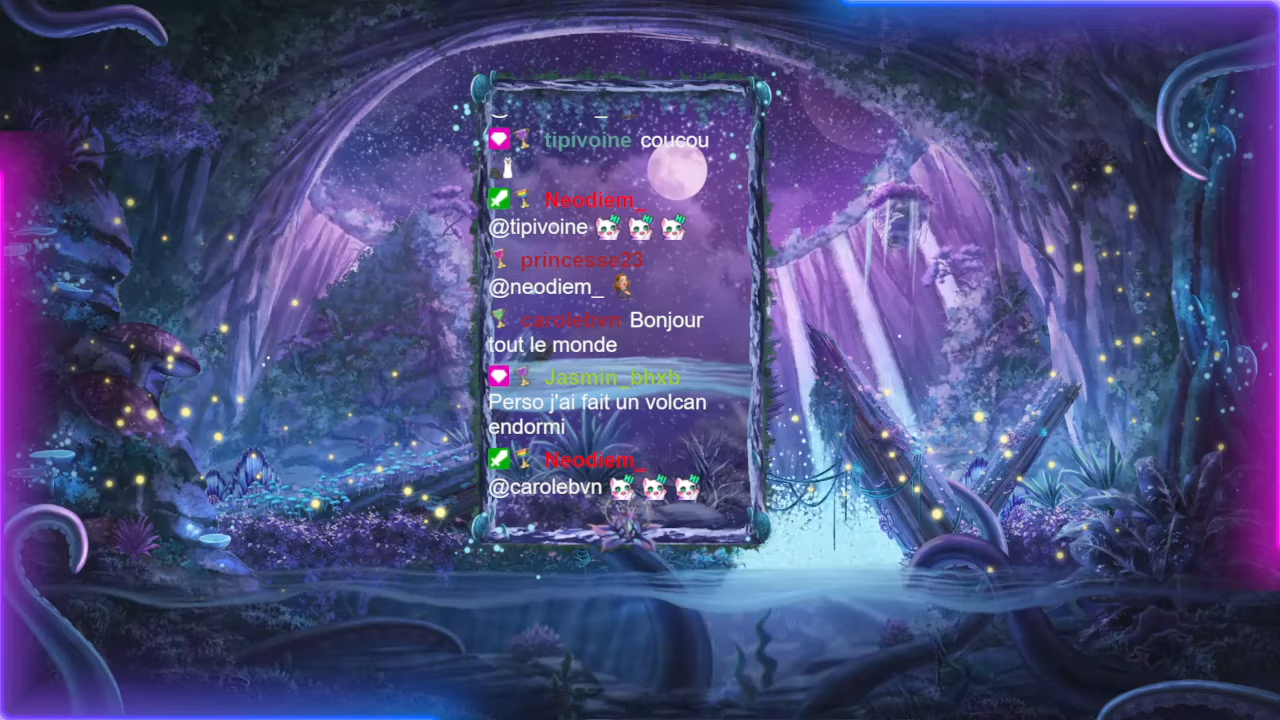 tipivoine coucou
Neodiem_
@tipivoine
princesse23
@neodiem_
carolebvn Bonjour
tout le monde
Jasmin_bhxb
Perso j'ai fait un volcan
endormi
Neodiem_
@carolebvn